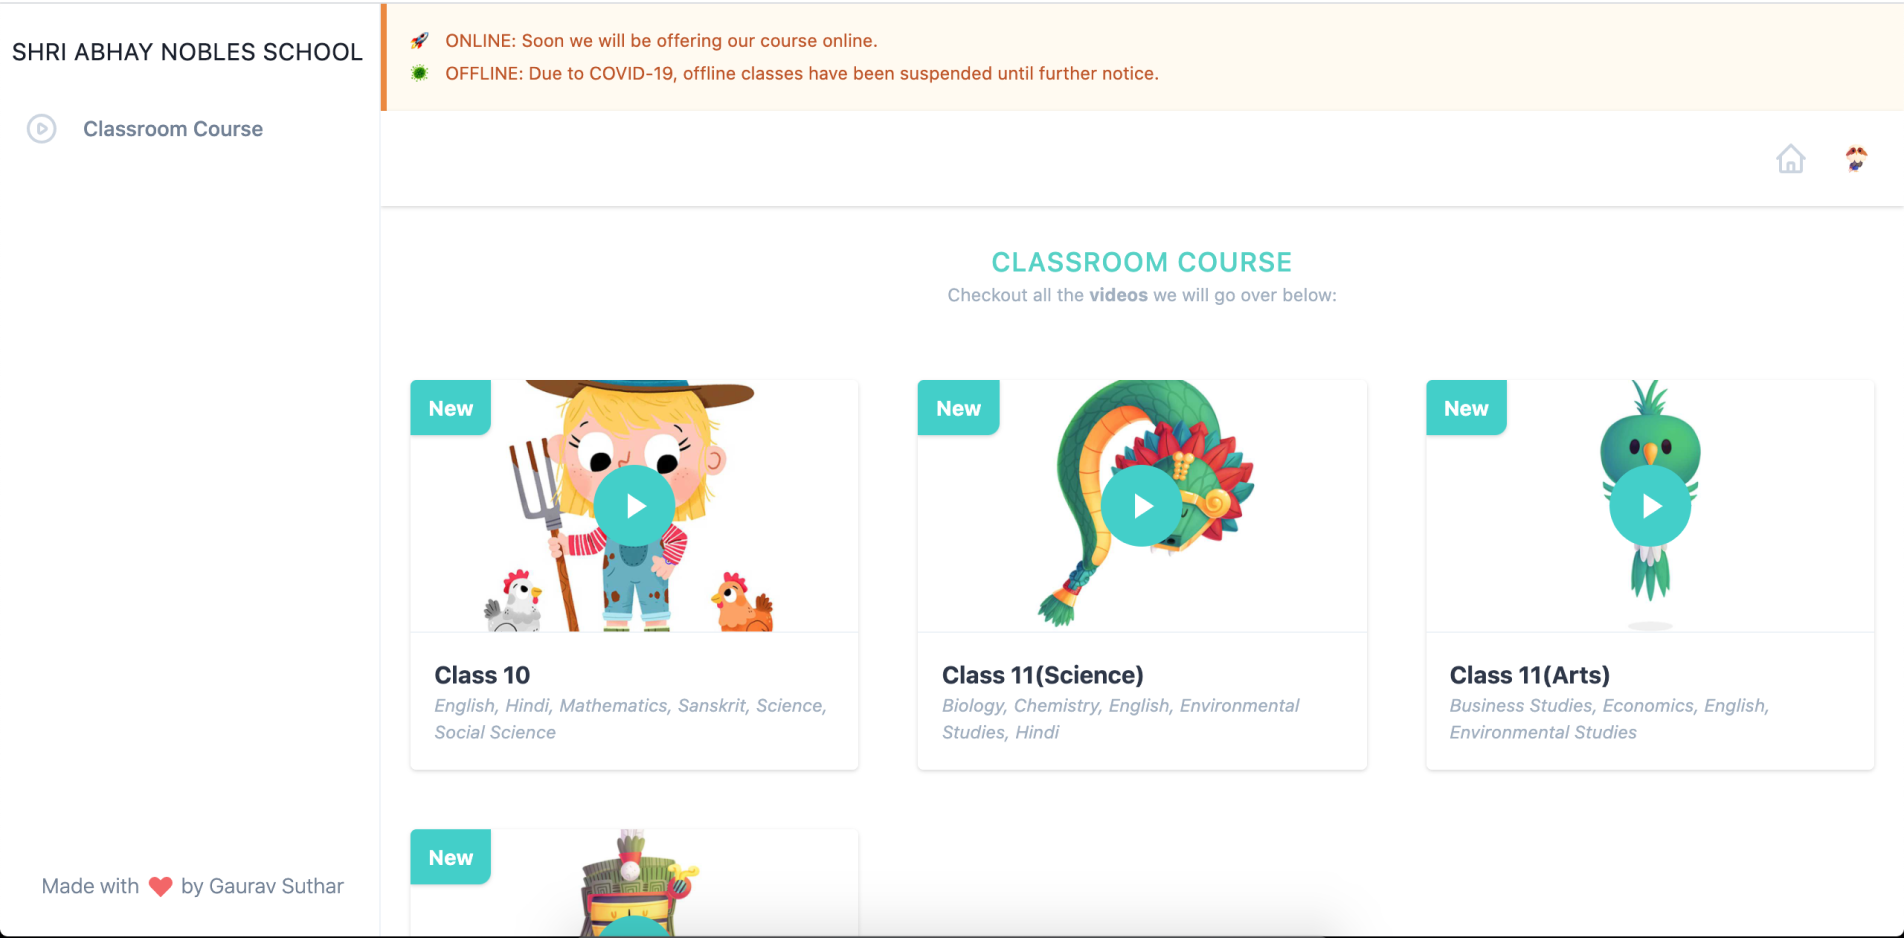 SHRI ABHAY NOBLES SCHOOL
Classroom Course
ONLINE: Soon we will be offering our course online.
OFFLINE: Due to COVID-19, offline classes have been suspended until further notice.
CLASSROOM COURSE
Checkout all the videos we will go over below:
New
Class 10
English, Hindi, Mathematics, Sanskrit, Science,
Social Science
New
Class 11(Science)
Biology, Chemistry, English, Environmental
Studies, Hindi
New
Class 11(Arts)
Business Studies, Economics, English,
Environmental Studies
New
Made with ❤️ by Gaurav Suthar